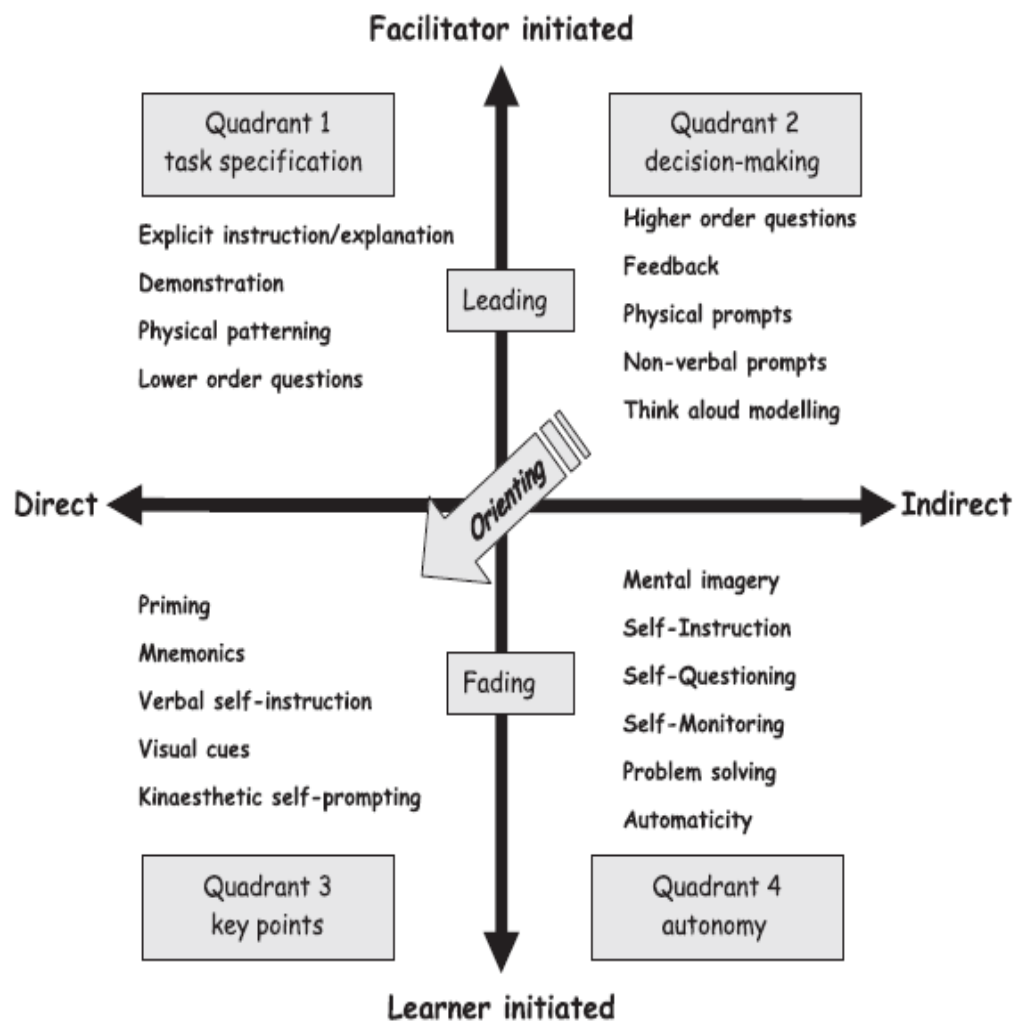 Facilitator initiated
Quadrant 1
task specification
Explicit instruction/explanation
Demonstration
Physical patterning
Lower order questions
Quadrant 2
decision-making
Higher order questions
Feedback
Physical prompts
Non-verbal prompts
Think aloud modelling
Leading
Direct
Orienting
Indirect
Priming
Mnemonics
Verbal self-instruction
Visual cues
Kinaesthetic self-prompting
Quadrant 3
key points
Fading
Mental imagery
Self-Instruction
Self-Questioning
Self-Monitoring
Problem solving
Automaticity
Quadrant 4
autonomy
Learner initiated